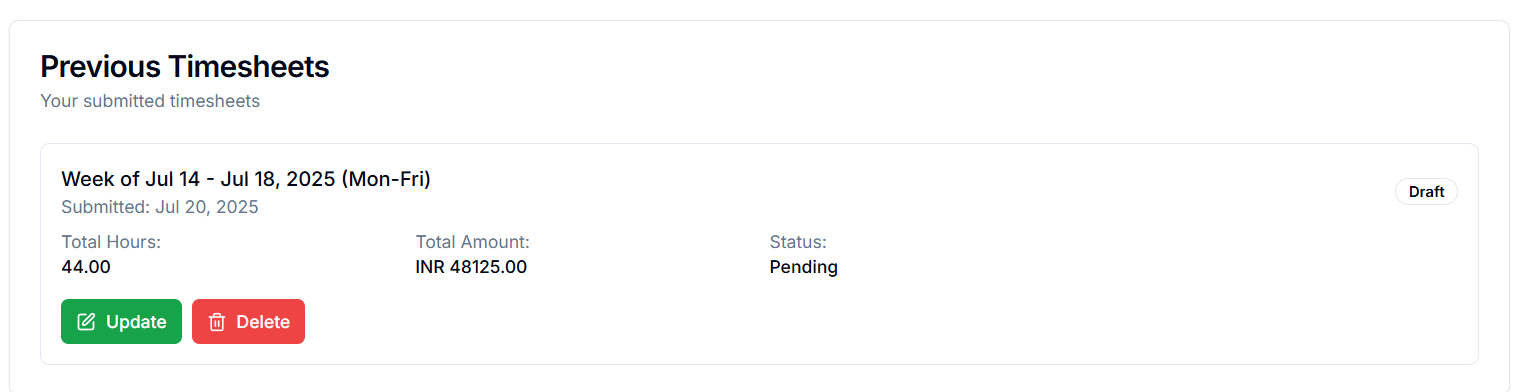 Previous Timesheets
Your submitted timesheets
Week of Jul 14 - Jul 18, 2025 (Mon-Fri)
Draft
Submitted: Jul 20, 2025
Total Hours: Total Amount: Status:
44.00 INR 48125.00 Pending
Update Delete